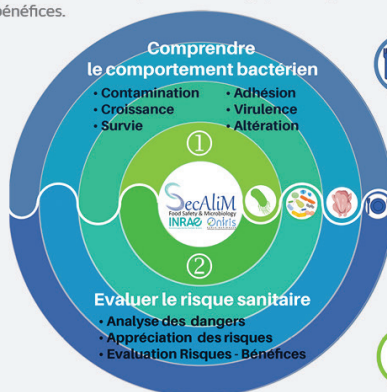 bénéfices.
Comprendre
le comportement bactérien
• Contamination
• Croissance
• Survie
• Adhésion
• Virulence
• Altération
①
SecAliM
Food Safety & Microbiology
INRAE Oniris
②
Evaluer le risque sanitaire
• Analyse des dangers
• Appréciation des risques
• Evaluation Risques - Bénéfices